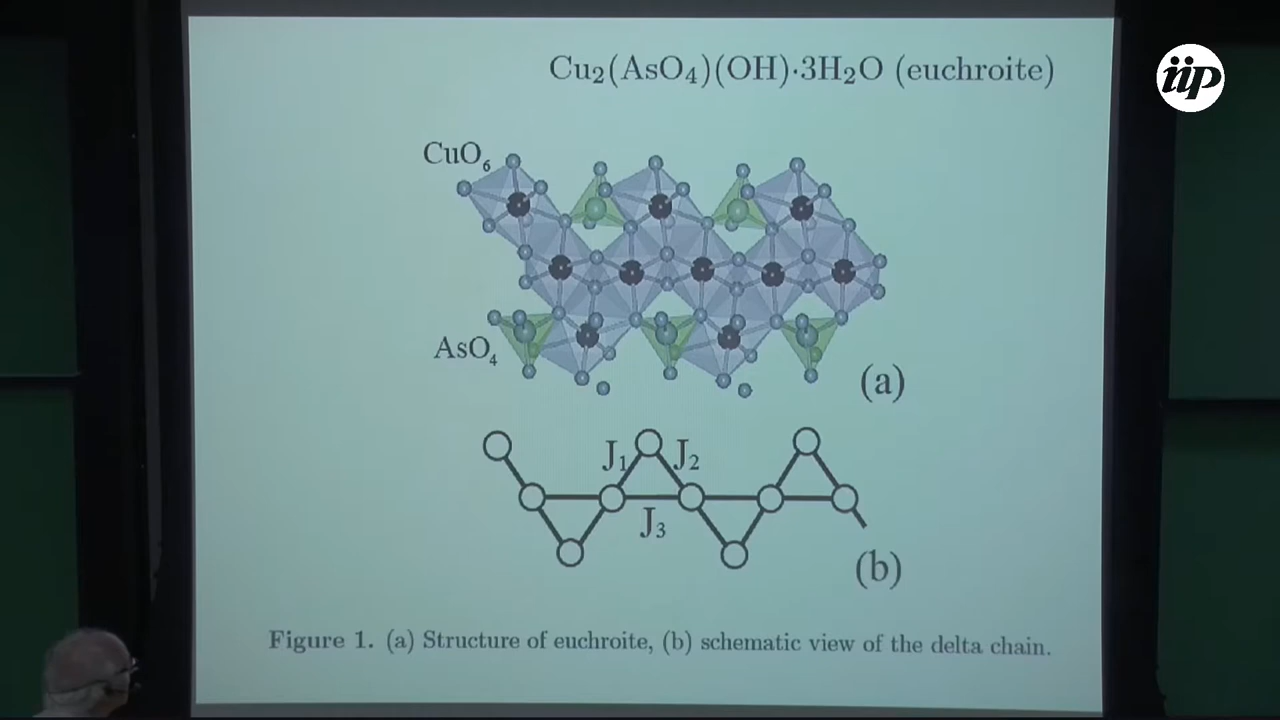 Cu₂(AsO₄)(OH)·3H₂O (euchroite)
iip
CuO₆
AsO₄
(a)
J₁ J₂
J₃
(b)
Figure 1. (a) Structure of euchroite, (b) schematic view of the delta chain.